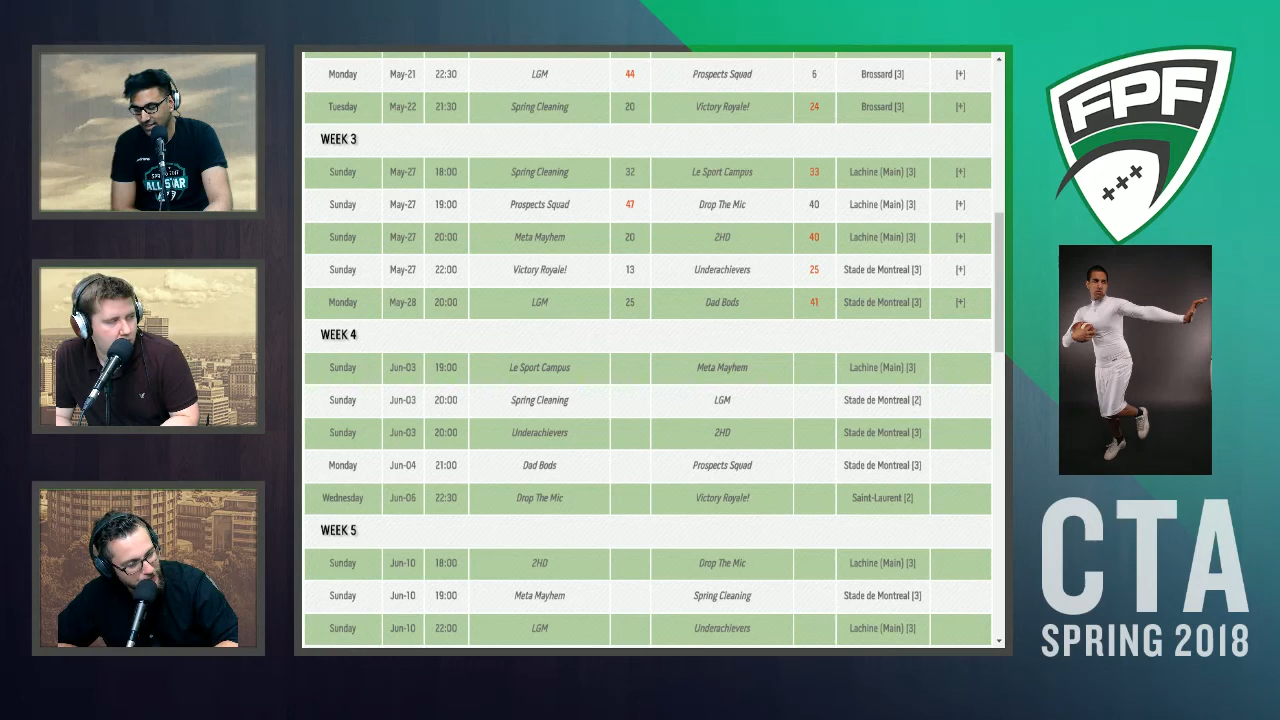 Monday May-21 22:30 LGM 44 Prospects Squad 6 Brossard [3] [+]
Tuesday May-22 21:30 Spring Cleaning 20 Victory Royale! 24 Brossard [3] [+]
WEEK 3
Sunday May-27 18:00 Spring Cleaning 32 Le Sport Campus 33 Lachine (Main) [3] [+]
Sunday May-27 19:00 Prospects Squad 47 Drop The Mic 40 Lachine (Main) [3] [+]
Sunday May-27 20:00 Meta Mayhem 20 2HD 40 Lachine (Main) [3] [+]
Sunday May-27 22:00 Victory Royale! 13 Underachievers 25 Stade de Montreal [3] [+]
Monday May-28 20:00 LGM 25 Dad Bods 41 Stade de Montreal [3] [+]
WEEK 4
Sunday Jun-03 19:00 Le Sport Campus Meta Mayhem Lachine (Main) [3]
Sunday Jun-03 20:00 Spring Cleaning LGM Stade de Montreal [2]
Sunday Jun-03 20:00 Underachievers 2HD Stade de Montreal [3]
Monday Jun-04 21:00 Dad Bods Prospects Squad Stade de Montreal [3]
Wednesday Jun-06 22:30 Drop The Mic Victory Royale! Saint-Laurent [2]
WEEK 5
Sunday Jun-10 18:00 2HD Drop The Mic Lachine (Main) [3]
Sunday Jun-10 19:00 Meta Mayhem Spring Cleaning Stade de Montreal [3]
Sunday Jun-10 22:00 LGM Underachievers Lachine (Main) [3]
FPF
CTA
SPRING 2018
ALL STAR